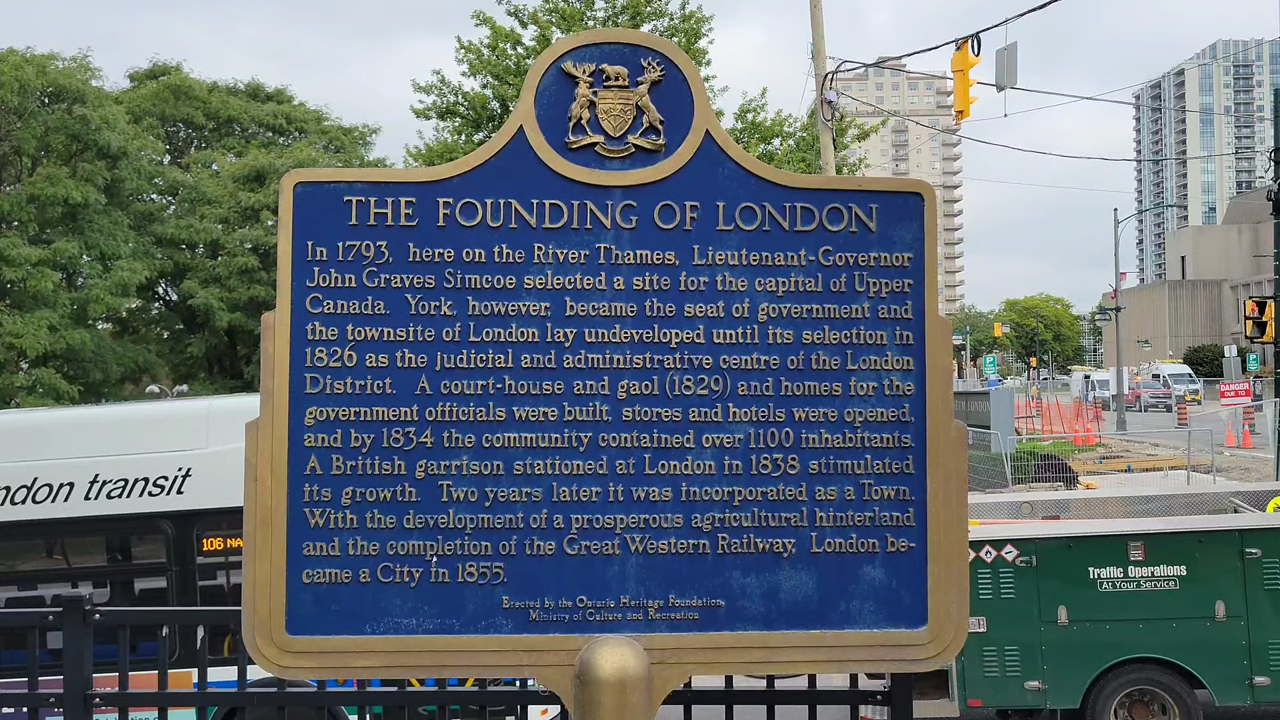 THE FOUNDING OF LONDON
In 1793, here on the River Thames, Lieutenant-Governor
John Graves Simcoe selected a site for the capital of Upper
Canada. York, however, became the seat of government and
the townsite of London lay undeveloped until its selection in
1826 as the judicial and administrative centre of the London
District. A court-house and gaol (1829) and homes for the
government officials were built, stores and hotels were opened,
and by 1834 the community contained over 1100 inhabitants.
A British garrison stationed at London in 1838 stimulated
its growth. Two years later it was incorporated as a Town.
With the development of a prosperous agricultural hinterland
and the completion of the Great Western Railway, London be-
came a City in 1855.
Erected by the Ontario Heritage Foundation,
Ministry of Culture and Recreation
ndon transit
106 NA
DANGER
DUE TO
SEUM LONDON
Traffic Operations
At Your Service
P
P